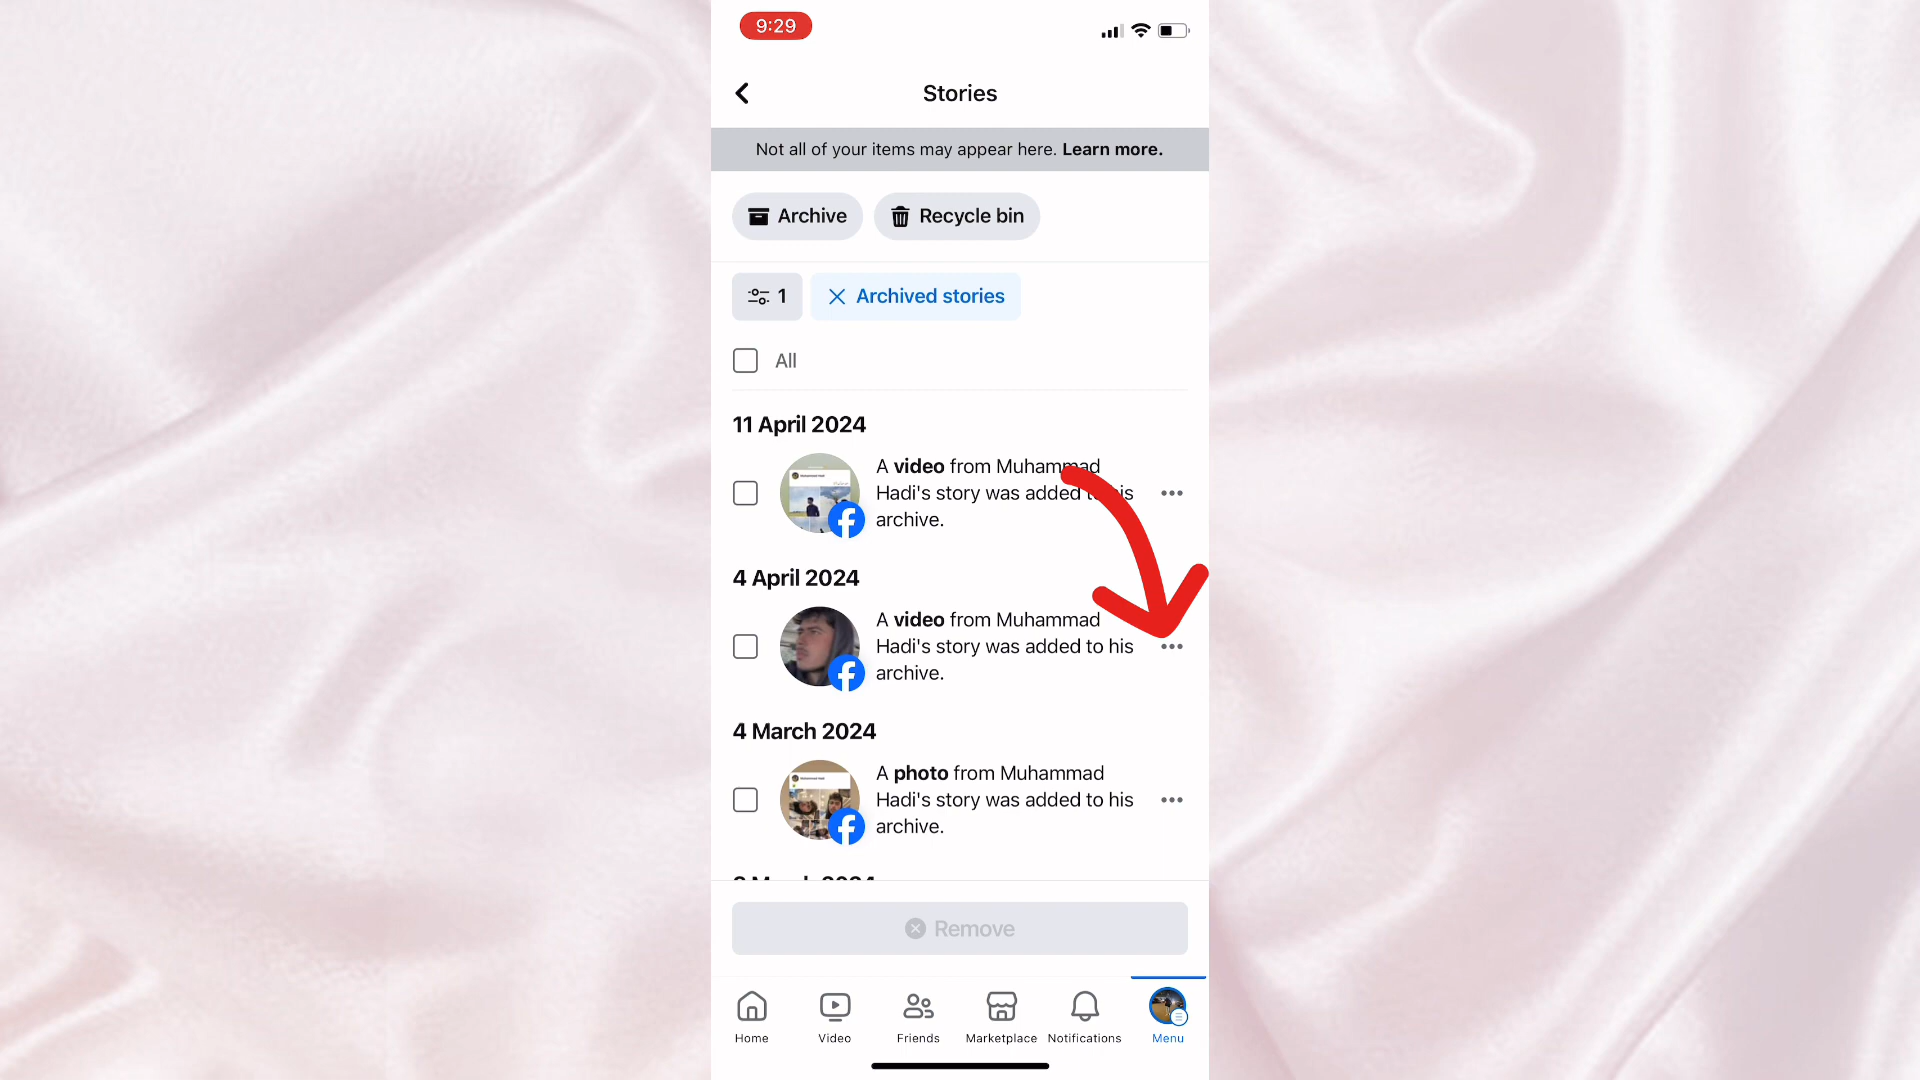 9:29
Stories
Not all of your items may appear here. Learn more.
Archive
Recycle bin
1
Archived stories
All
11 April 2024
A video from Muhammad
Hadi's story was added to his
archive.
4 April 2024
A video from Muhammad
Hadi's story was added to his
archive.
4 March 2024
A photo from Muhammad
Hadi's story was added to his
archive.
Remove
Home
Video
Friends
Marketplace
Notifications
Menu